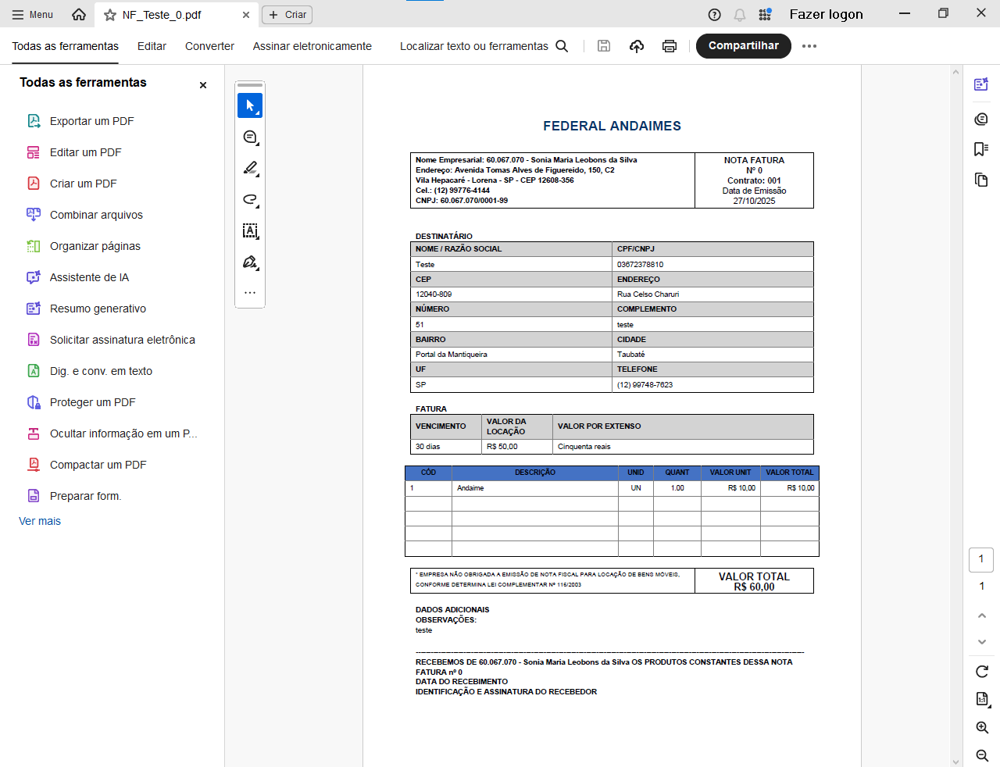 Menu
NF_Teste_0.pdf
Criar
Fazer logon
Todas as ferramentas
Editar
Converter
Assinar eletronicamente
Localizar texto ou ferramentas
Compartilhar
Todas as ferramentas
Exportar um PDF
Editar um PDF
Criar um PDF
Combinar arquivos
Organizar páginas
Assistente de IA
Resumo generativo
Solicitar assinatura eletrônica
Dig. e conv. em texto
Proteger um PDF
Ocultar informação em um P...
Compactar um PDF
Preparar form.
Ver mais
FEDERAL ANDAIMES
Nome Empresarial: 60.067.070 - Sonia Maria Leobons da Silva
Endereço: Avenida Tomas Alves de Figuereido, 150, C2
Vila Hepacaré - Lorena - SP - CEP 12608-356
Cel.: (12) 99776-4144
CNPJ: 60.067.070/0001-99
NOTA FATURA
Nº 0
Contrato: 001
Data de Emissão
27/10/2025
DESTINATÁRIO
NOME / RAZÃO SOCIAL CPF/CNPJ
Teste 03672378810
CEP ENDEREÇO
12040-809 Rua Celso Charuri
NÚMERO COMPLEMENTO
51 teste
BAIRRO CIDADE
Portal da Mantiqueira Taubaté
UF TELEFONE
SP (12) 99748-7623
FATURA
VENCIMENTO
VALOR DA
LOCAÇÃO
VALOR POR EXTENSO
30 dias R$ 50,00 Cinquenta reais
CÓD DESCRIÇÃO UNID QUANT VALOR UNIT VALOR TOTAL
1 Andaime UN 1.00 R$ 10,00 R$ 10,00
* EMPRESA NÃO OBRIGADA A EMISSÃO DE NOTA FISCAL PARA LOCAÇÃO DE BENS MÓVEIS,
CONFORME DETERMINA LEI COMPLEMENTAR Nº 116/2003
VALOR TOTAL
R$ 60,00
DADOS ADICIONAIS
OBSERVAÇÕES:
teste
RECEBEMOS DE 60.067.070 - Sonia Maria Leobons da Silva OS PRODUTOS CONSTANTES DESSA NOTA
FATURA nº 0
DATA DO RECEBIMENTO
IDENTIFICAÇÃO E ASSINATURA DO RECEBEDOR
1
1
1:1